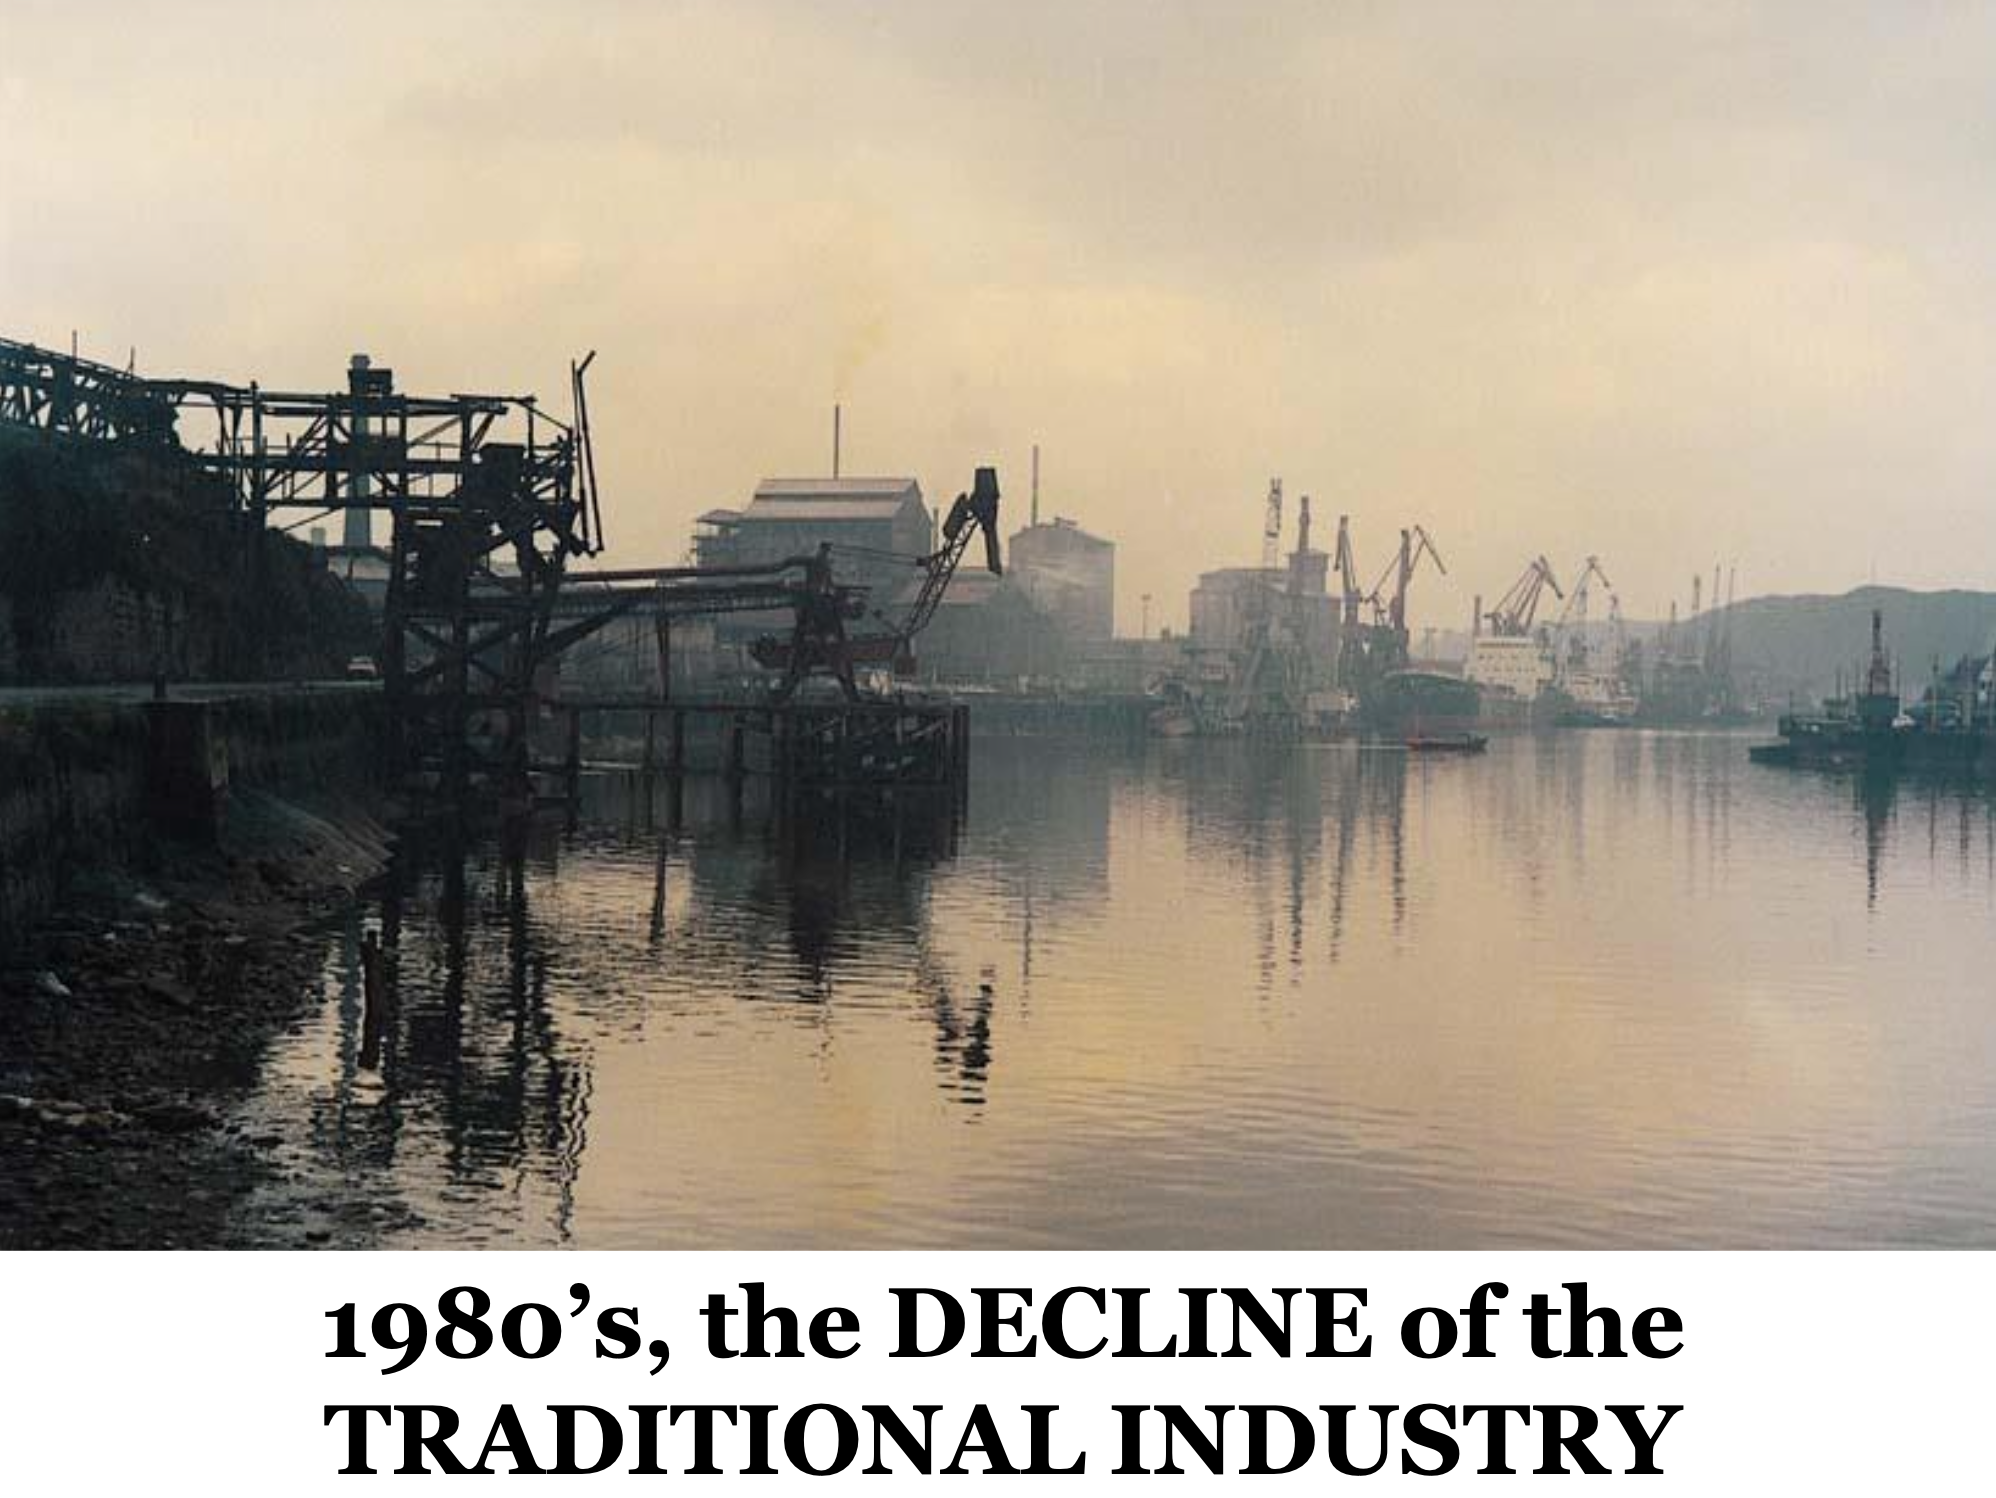 1980’s, the DECLINE of the
TRADITIONAL INDUSTRY